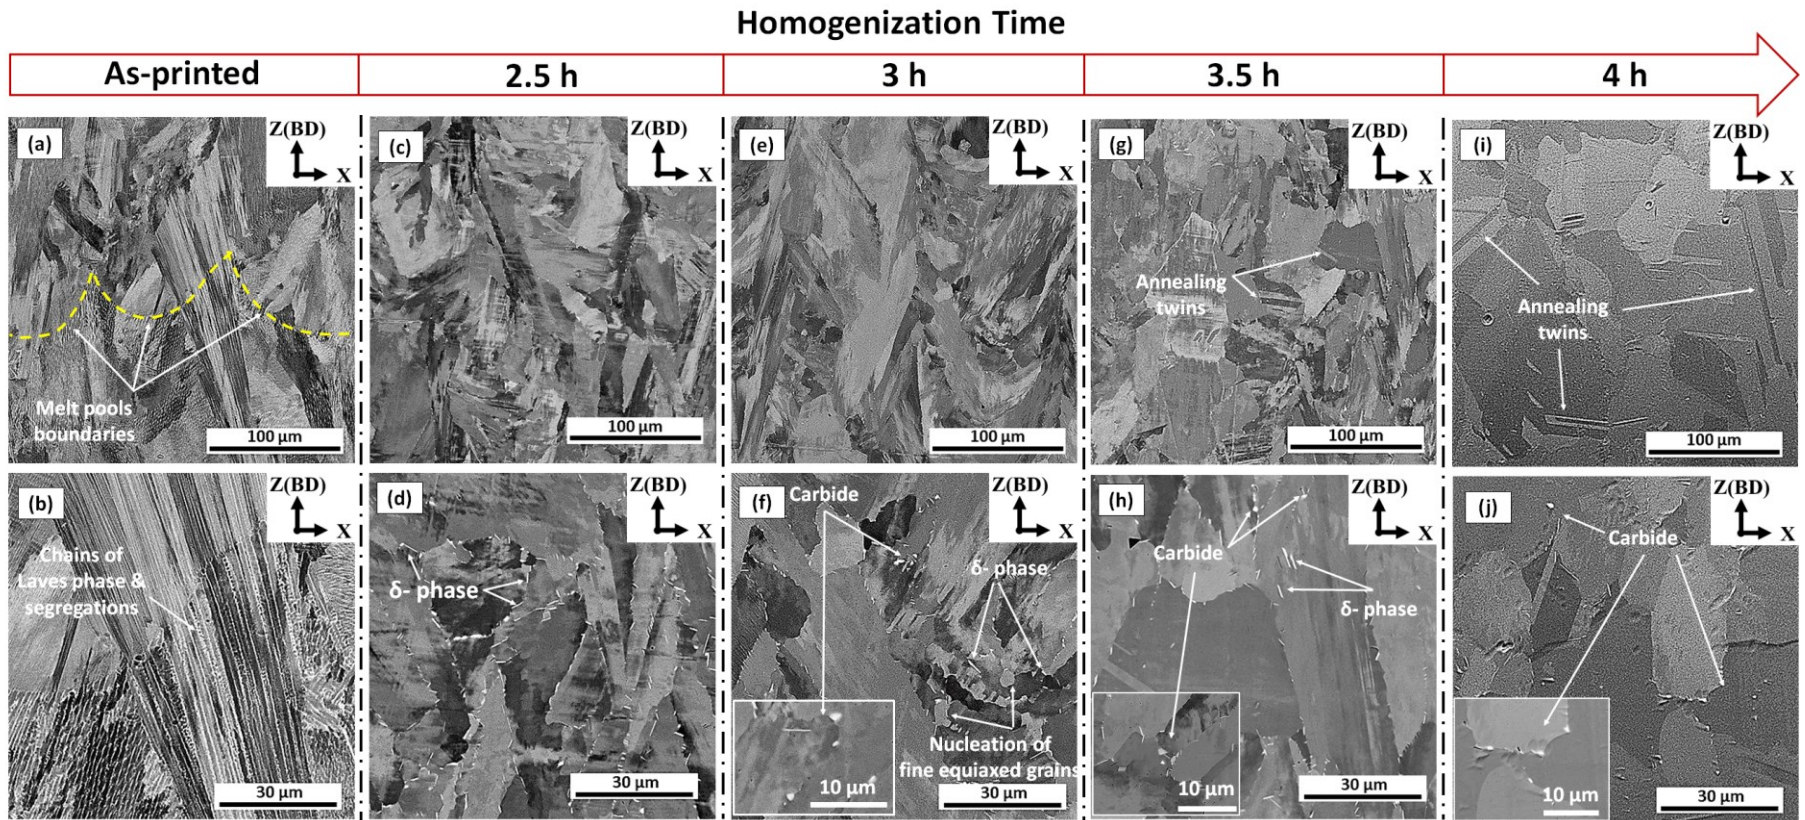 Homogenization Time
As-printed
2.5 h
3 h
3.5 h
4 h
(a)
Z(BD)
X
Melt pools
boundaries
100 µm
(c)
Z(BD)
X
100 µm
(e)
Z(BD)
X
100 µm
(g)
Z(BD)
X
Annealing
twins
100 µm
(i)
Z(BD)
X
Annealing
twins
100 µm
(b)
Z(BD)
X
Chains of
Laves phase &
segregations
30 µm
(d)
Z(BD)
X
δ- phase
30 µm
(f)
Carbide
Z(BD)
X
δ- phase
Nucleation of
fine equiaxed grains
10 µm
30 µm
(h)
Z(BD)
X
Carbide
δ- phase
10 µm
30 µm
(j)
Z(BD)
X
Carbide
10 µm
30 µm